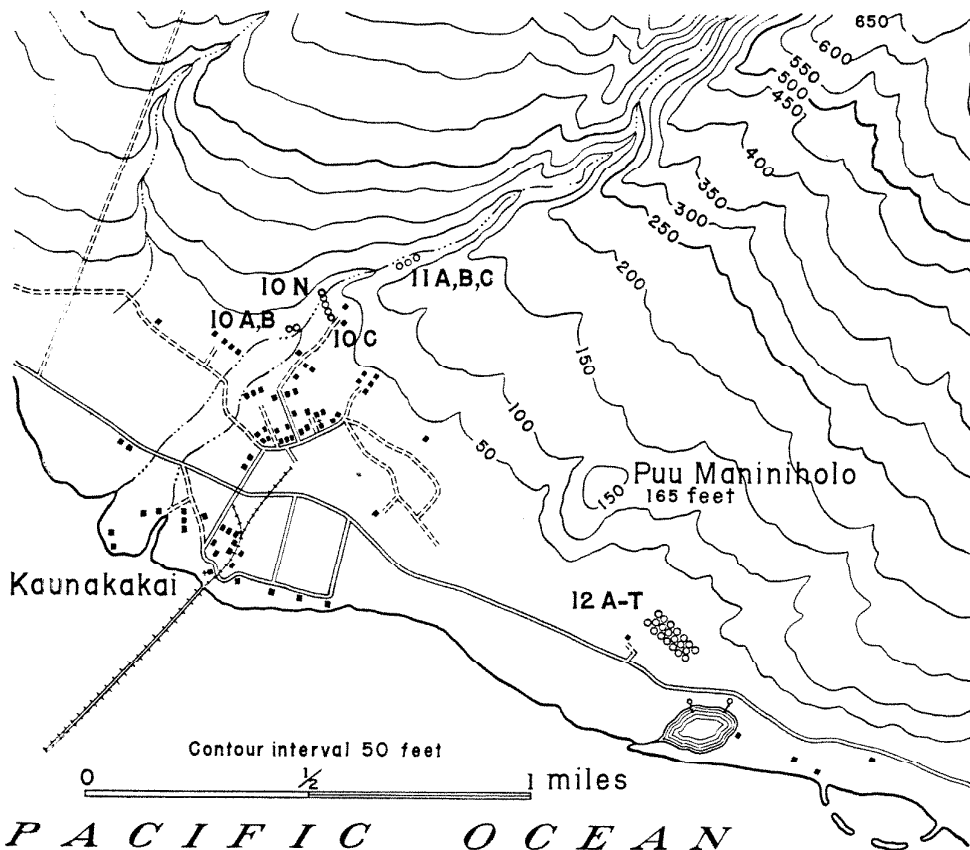 650
600
550
500
450
400
350
300
250
200
150
100
50
10 N
11 A,B,C
10 A,B
10 C
Puu Maniniholo
150
165 feet
Kaunakakai
12 A-T
Contour interval 50 feet
0 1/2 1 miles
PACIFIC OCEAN